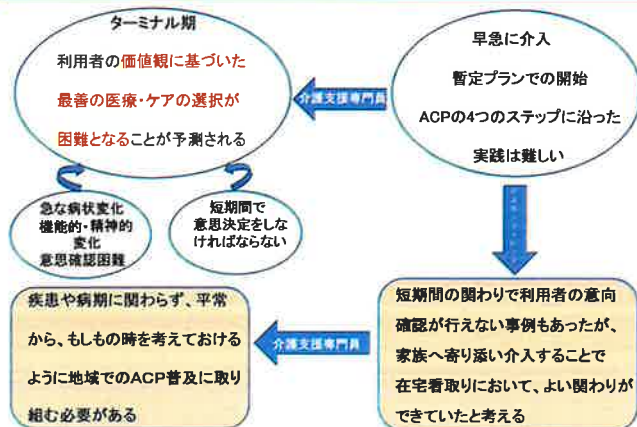 ターミナル期
利用者の価値観に基づいた
最善の医療・ケアの選択が
困難となることが予測される
介護支援専門員
早急に介入
暫定プランでの開始
ACPの4つのステップに沿った
実践は難しい
急な病状変化
機能的・精神的
変化
意思確認困難
短期間で
意思決定をしな
ければならない
疾患や病期に関わらず、平常
から、もしもの時を考えておける
ように地域でのACP普及に取り
組む必要がある
介護支援専門員
短期間の関わりで利用者の意向
確認が行えない事例もあったが、
家族へ寄り添い介入することで
在宅看取りにおいて、よい関わりが
できていたと考える